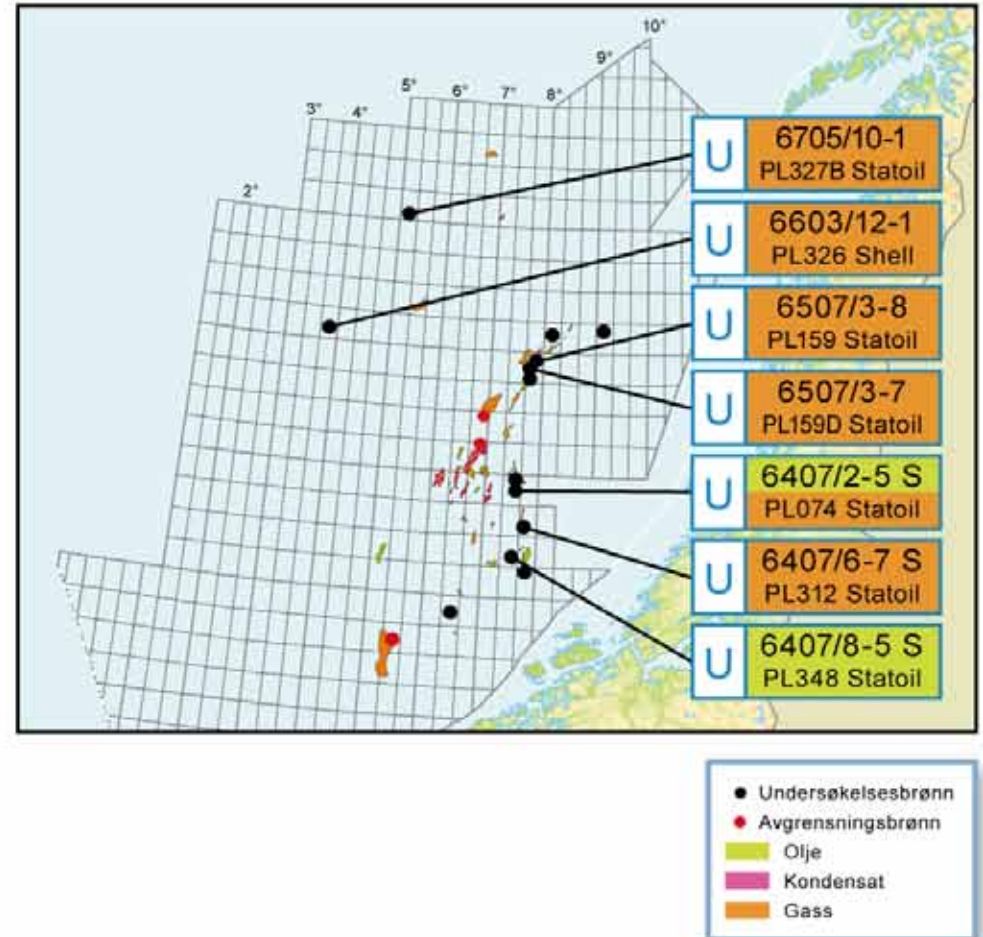 10°
9°
5°
6°
7°
8°
3°
4°
2°
U
6705/10-1
PL327B Statoil
U
6603/12-1
PL326 Shell
U
6507/3-8
PL159 Statoil
U
6507/3-7
PL159D Statoil
U
6407/2-5 S
PL074 Statoil
U
6407/6-7 S
PL312 Statoil
U
6407/8-5 S
PL348 Statoil
Undersøkelsesbrønn
Avgrensningsbrønn
Olje
Kondensat
Gass